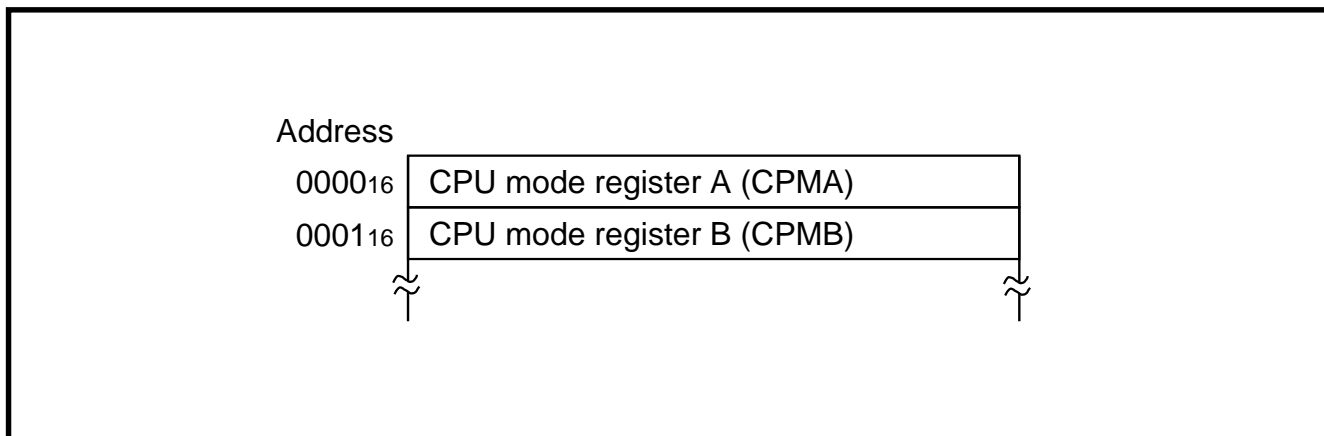 Address
0000₁₆ CPU mode register A (CPMA)
0001₁₆ CPU mode register B (CPMB)